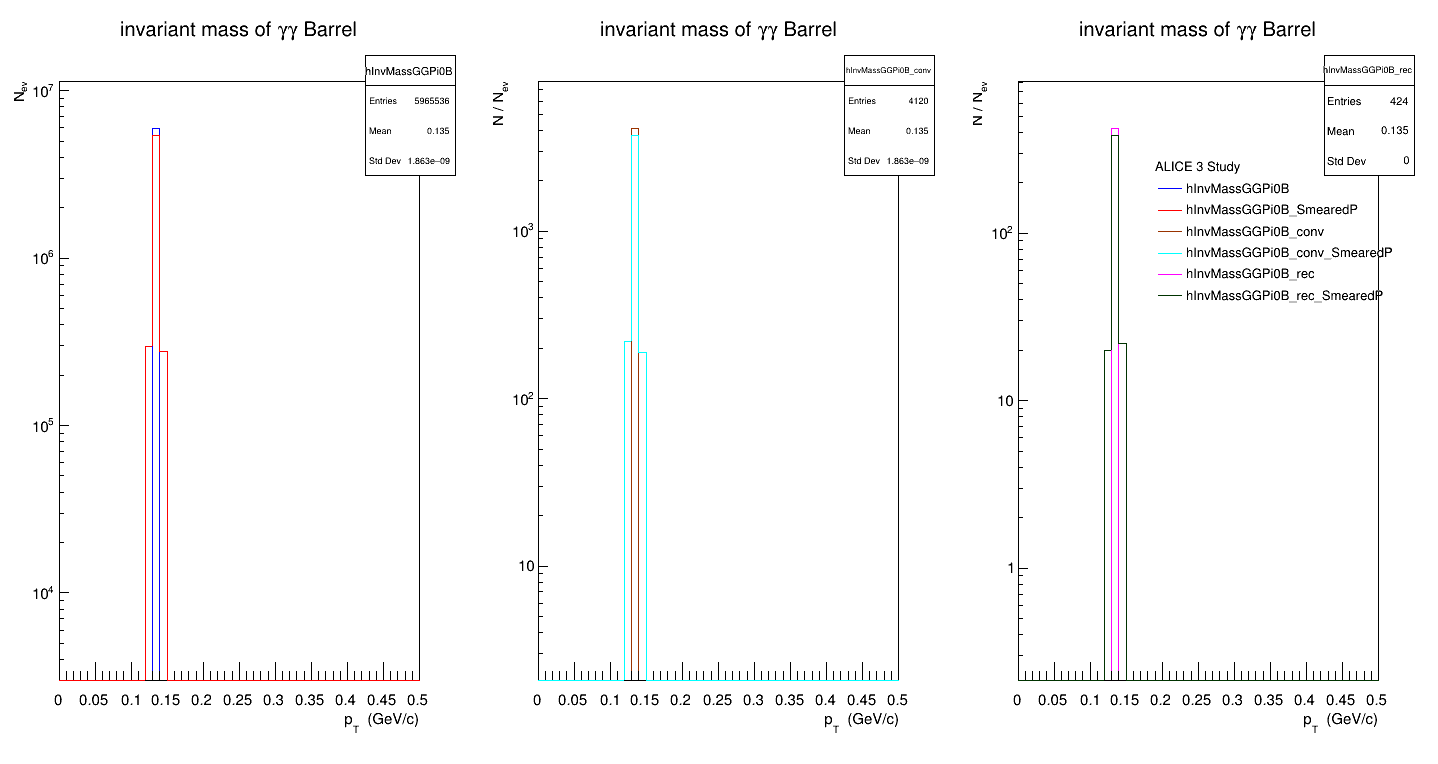 invariant mass of γγ Barrel
N_ev
hInvMassGGPi0B
Entries 5965536
Mean 0.135
Std Dev 1.863e−09
10^7
10^6
10^5
10^4
0 0.05 0.1 0.15 0.2 0.25 0.3 0.35 0.4 0.45 0.5
p_T (GeV/c)
invariant mass of γγ Barrel
N / N_ev
hInvMassGGPi0B_conv
Entries 4120
Mean 0.135
Std Dev 1.863e−09
10^3
10^2
10
0 0.05 0.1 0.15 0.2 0.25 0.3 0.35 0.4 0.45 0.5
p_T (GeV/c)
invariant mass of γγ Barrel
N / N_ev
hInvMassGGPi0B_rec
Entries 424
Mean 0.135
Std Dev 0
ALICE 3 Study
hInvMassGGPi0B
hInvMassGGPi0B_SmearedP
hInvMassGGPi0B_conv
hInvMassGGPi0B_conv_SmearedP
hInvMassGGPi0B_rec
hInvMassGGPi0B_rec_SmearedP
10^2
10
1
0 0.05 0.1 0.15 0.2 0.25 0.3 0.35 0.4 0.45 0.5
p_T (GeV/c)